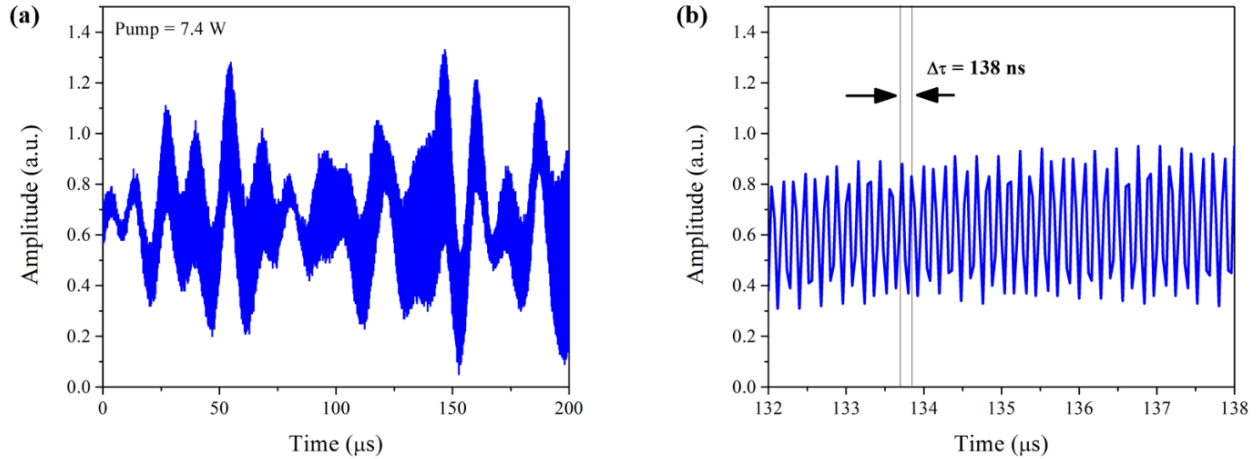 (a)
Pump = 7.4 W
1.4
1.2
1.0
0.8
0.6
0.4
0.2
0.0
Amplitude (a.u.)
0 50 100 150 200
Time (μs)
(b)
Δτ = 138 ns
1.4
1.2
1.0
0.8
0.6
0.4
0.2
0.0
Amplitude (a.u.)
132 133 134 135 136 137 138
Time (μs)